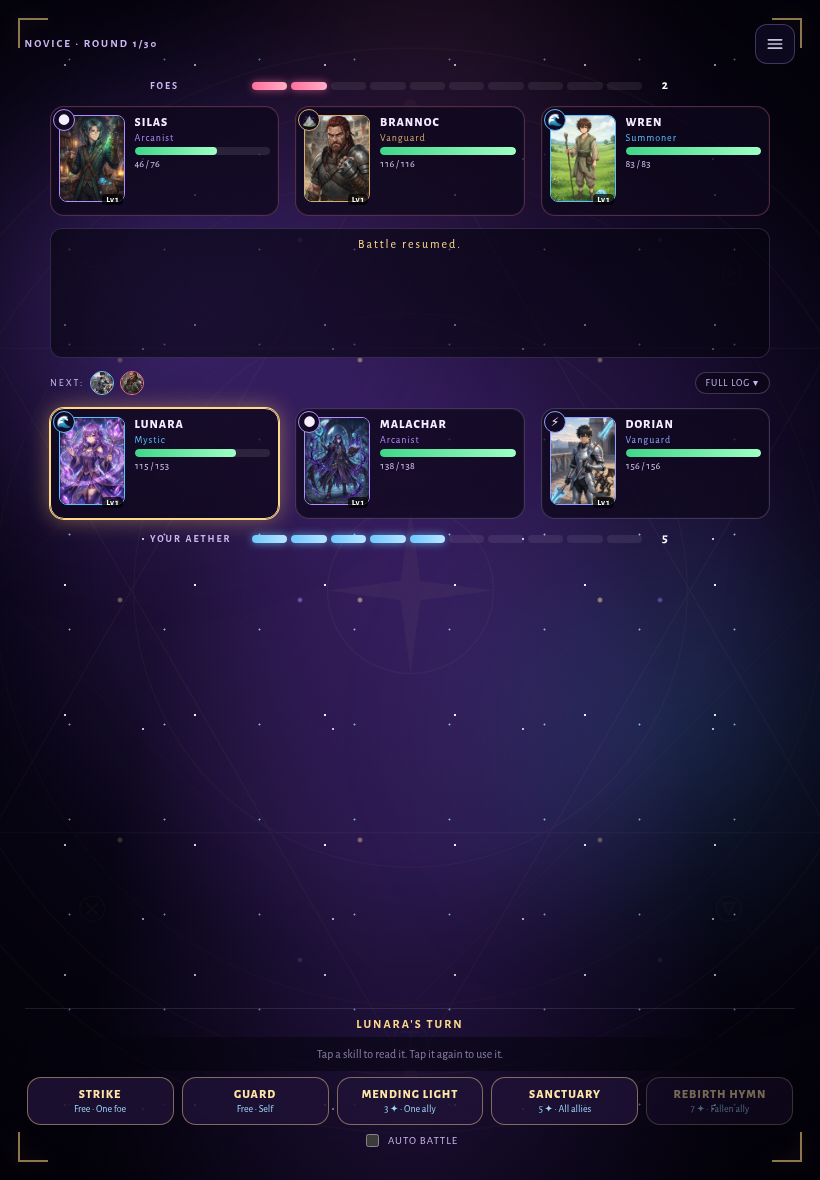 NOVICE · ROUND 1/30
FOES
2
SILAS
Arcanist
46/76
Lv1
BRANNOC
Vanguard
116/116
Lv1
WREN
Summoner
83/83
Lv1
Battle resumed.
NEXT:
FULL LOG ▾
LUNARA
Mystic
115/153
Lv1
MALACHAR
Arcanist
138/138
Lv1
DORIAN
Vanguard
156/156
Lv1
YOUR AETHER
5
LUNARA'S TURN
Tap a skill to read it. Tap it again to use it.
STRIKE
Free · One foe
GUARD
Free · Self
MENDING LIGHT
3 ✦ · One ally
SANCTUARY
5 ✦ · All allies
REBIRTH HYMN
7 ✦ · Fallen ally
AUTO BATTLE